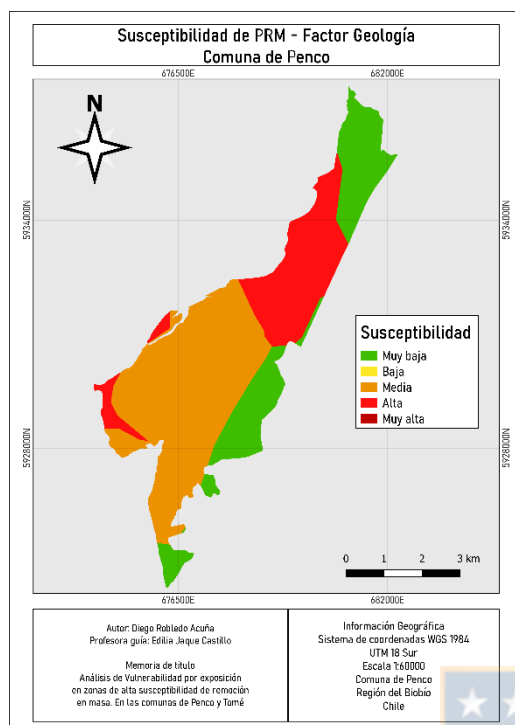 Susceptibilidad de PRM - Factor Geología
Comuna de Penco
676500E
682000E
N
5934000N
5934000N
Susceptibilidad
Muy baja
Baja
Media
Alta
Muy alta
5928000N
5928000N
0 1 2 3 km
676500E
682000E
Autor: Diego Robledo Acuña
Profesora guía: Edilia Jaque Castillo
Memoria de título
Análisis de Vulnerabilidad por exposición
en zonas de alta susceptibilidad de remoción
en masa. En las comunas de Penco y Tomé
Información Geográfica
Sistema de coordenadas WGS 1984
UTM 18 Sur
Escala 1:60000
Comuna de Penco
Región del Biobío
Chile